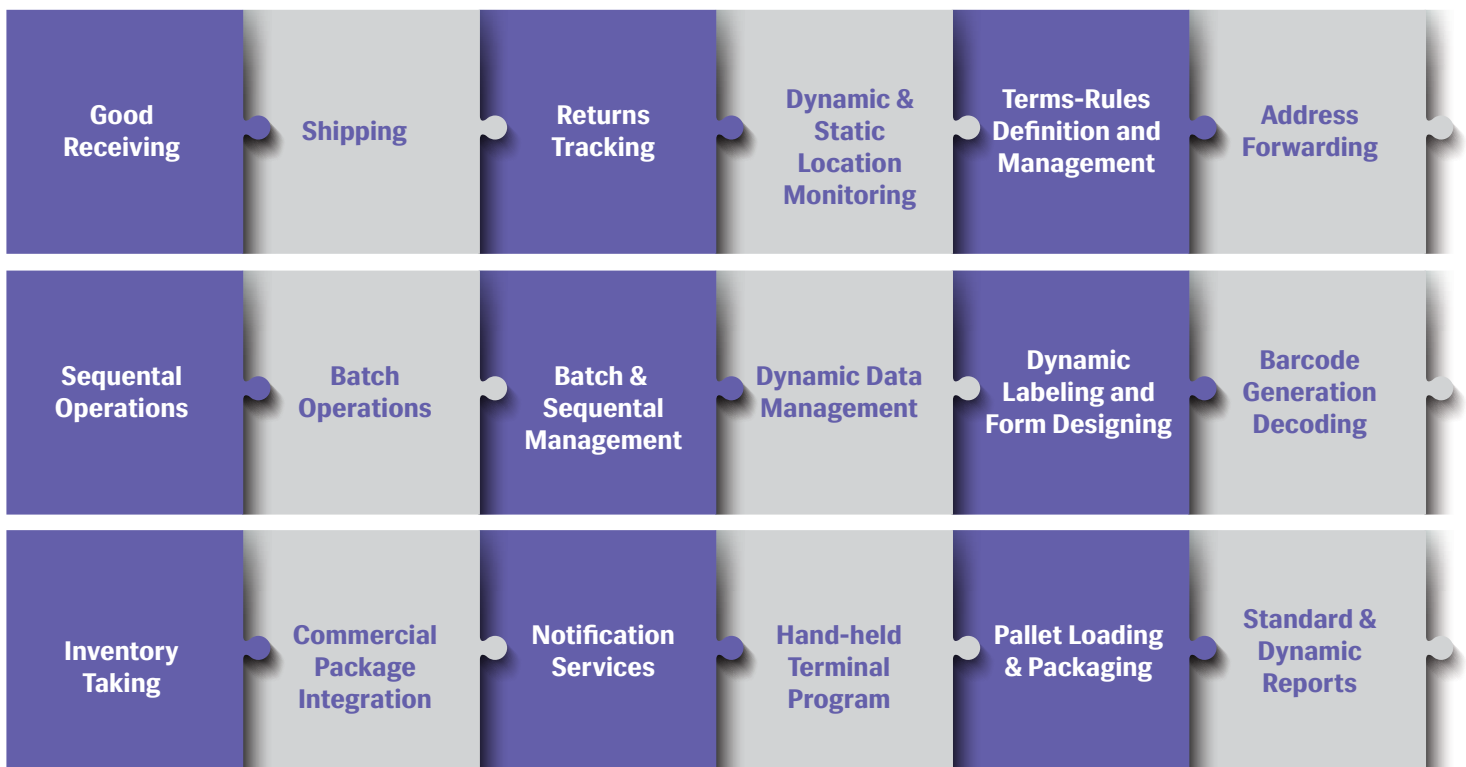 Good
Receiving
Shipping
Returns
Tracking
Dynamic &
Static
Location
Monitoring
Terms-Rules
Definition and
Management
Address
Forwarding
Sequental
Operations
Batch
Operations
Batch &
Sequental
Management
Dynamic Data
Management
Dynamic
Labeling and
Form Designing
Barcode
Generation
Decoding
Inventory
Taking
Commercial
Package
Integration
Notification
Services
Hand-held
Terminal
Program
Pallet Loading
& Packaging
Standard &
Dynamic
Reports